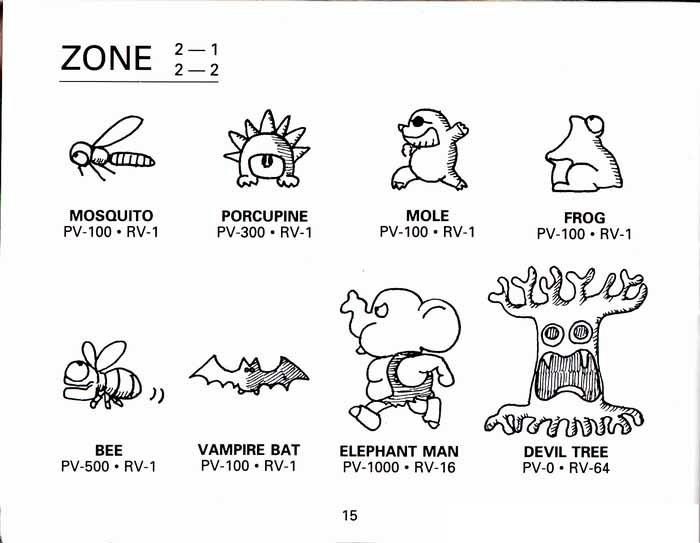 ZONE 2—1
2—2
MOSQUITO
PV-100 • RV-1
PORCUPINE
PV-300 • RV-1
MOLE
PV-100 • RV-1
FROG
PV-100 • RV-1
BEE
PV-500 • RV-1
VAMPIRE BAT
PV-100 • RV-1
ELEPHANT MAN
PV-1000 • RV-16
DEVIL TREE
PV-0 • RV-64
15